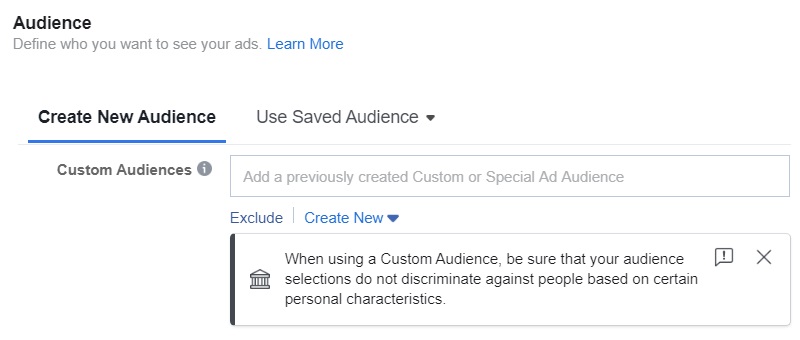 Audience
Define who you want to see your ads. Learn More
Create New Audience Use Saved Audience
Custom Audiences
Add a previously created Custom or Special Ad Audience
Exclude Create New
When using a Custom Audience, be sure that your audience
selections do not discriminate against people based on certain
personal characteristics.